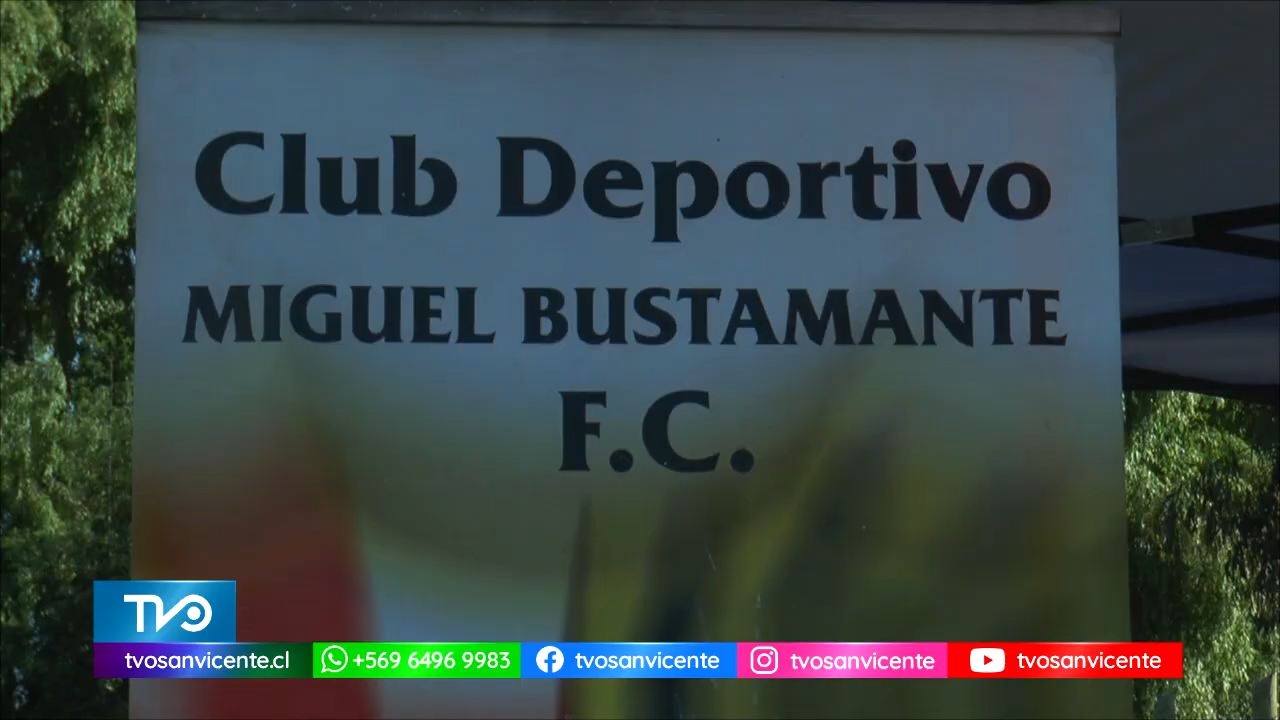 Club Deportivo
MIGUEL BUSTAMANTE
F.C.
TVO
tvosanvicente.cl +569 6496 9983 tvosanvicente tvosanvicente tvosanvicente